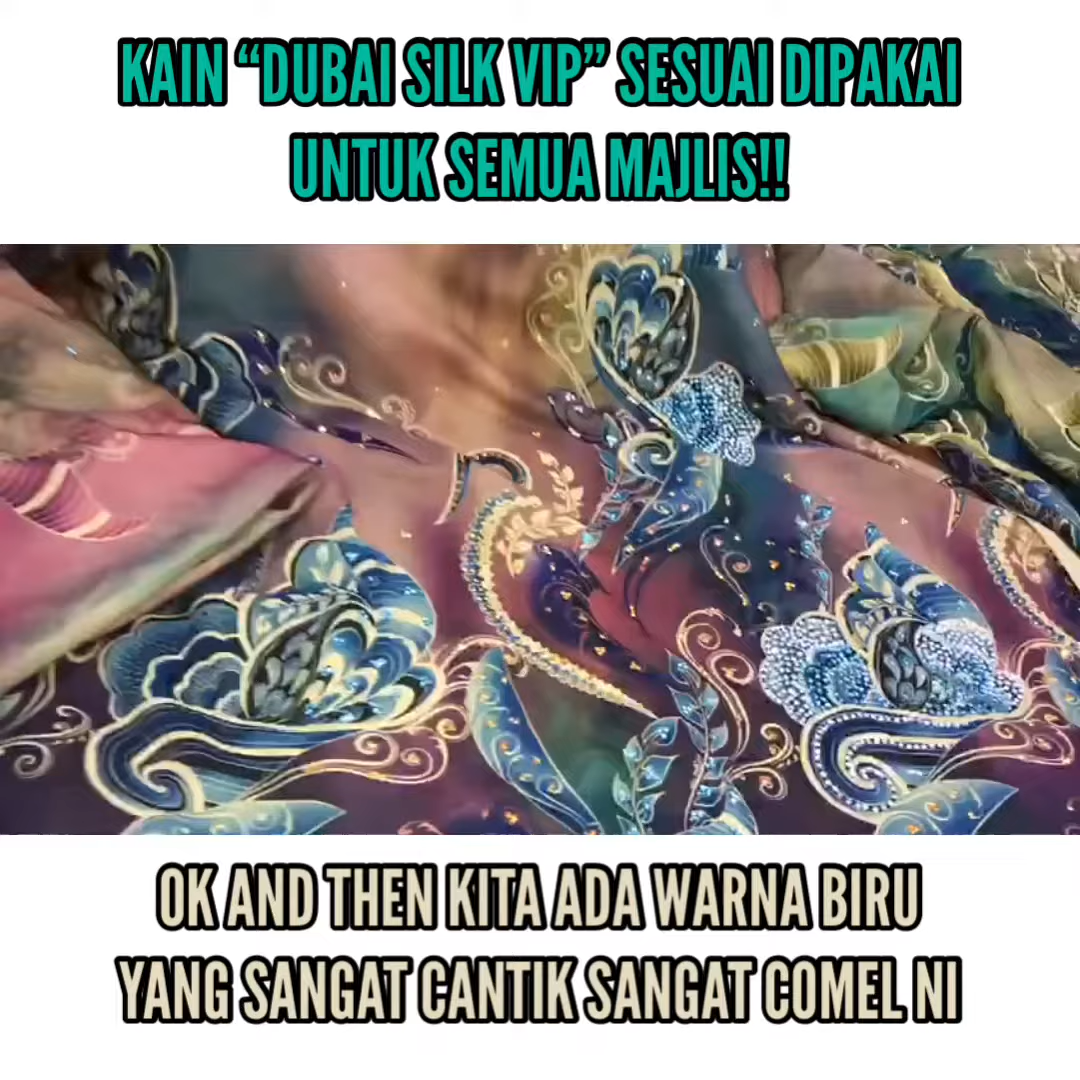 KAIN “DUBAI SILK VIP” SESUAI DIPAKAI
UNTUK SEMUA MAJLIS!!
OK AND THEN KITA ADA WARNA BIRU
YANG SANGAT CANTIK SANGAT COMEL NI